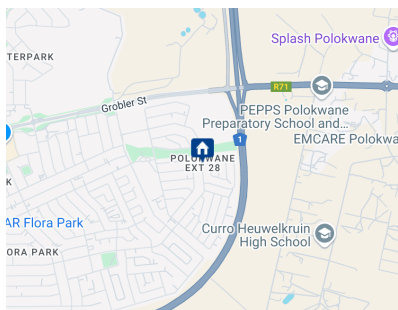 Splash Polokwane
TERPARK
R71
Grobler St
PEPPS Polokwane
Preparatory School and...
1
EMCARE Polokwa
POLOKWANE
EXT 28
K
AR Flora Park
Curro Heuwelkruin
High School
ORA PARK